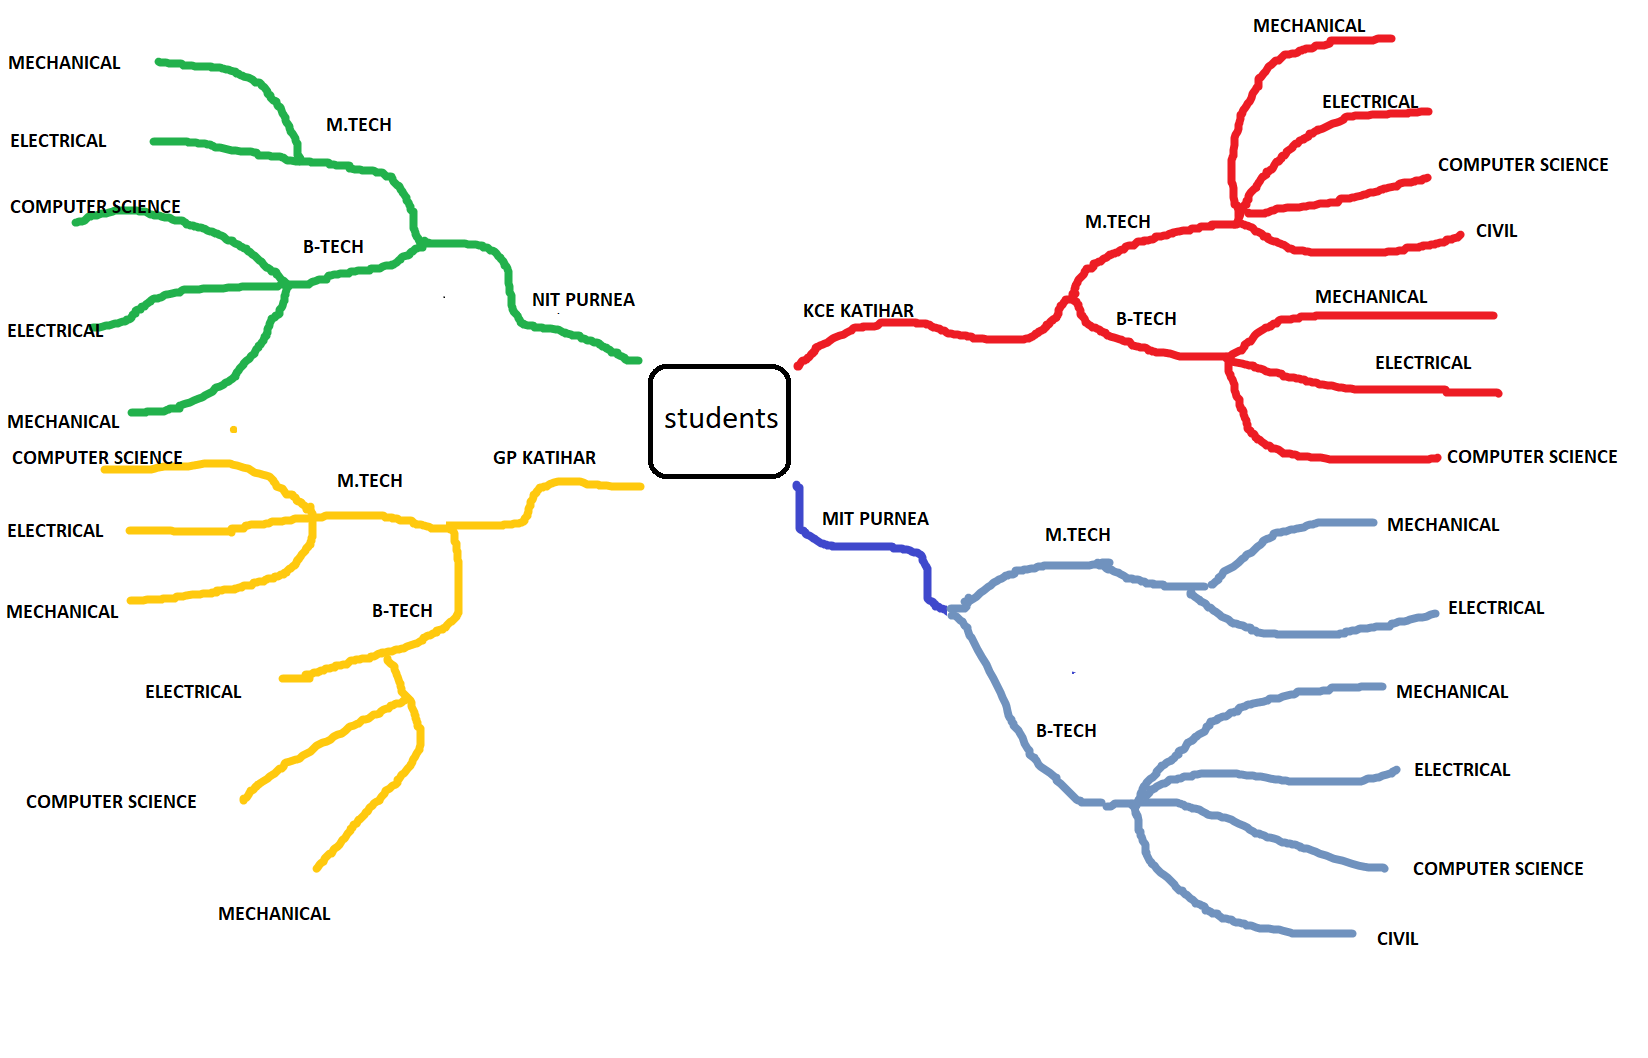 MECHANICAL
ELECTRICAL
M.TECH
COMPUTER SCIENCE
B-TECH
ELECTRICAL
MECHANICAL
NIT PURNEA
COMPUTER SCIENCE
M.TECH
ELECTRICAL
MECHANICAL
GP KATIHAR
B-TECH
ELECTRICAL
COMPUTER SCIENCE
MECHANICAL
students
KCE KATIHAR
M.TECH
MECHANICAL
ELECTRICAL
COMPUTER SCIENCE
CIVIL
B-TECH
MECHANICAL
ELECTRICAL
COMPUTER SCIENCE
MIT PURNEA
M.TECH
MECHANICAL
ELECTRICAL
B-TECH
MECHANICAL
ELECTRICAL
COMPUTER SCIENCE
CIVIL